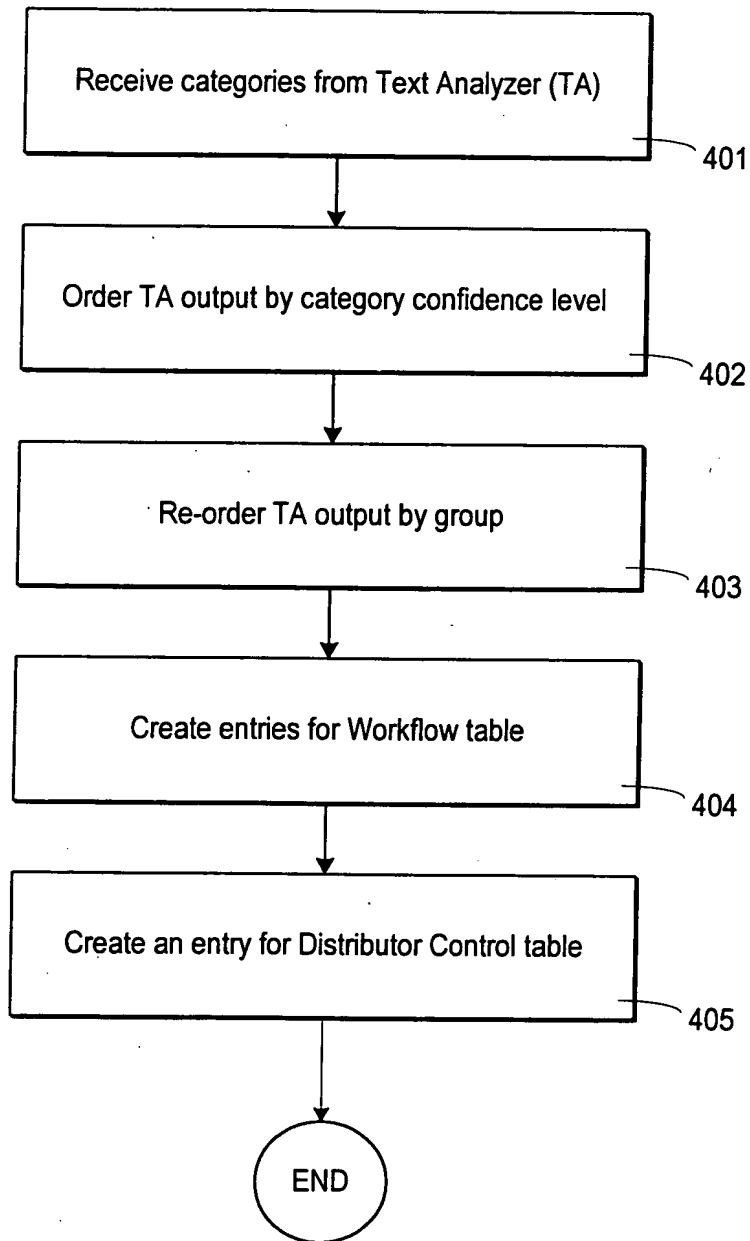 Receive categories from Text Analyzer (TA)
401
Order TA output by category confidence level
402
Re-order TA output by group
403
Create entries for Workflow table
404
Create an entry for Distributor Control table
405
END